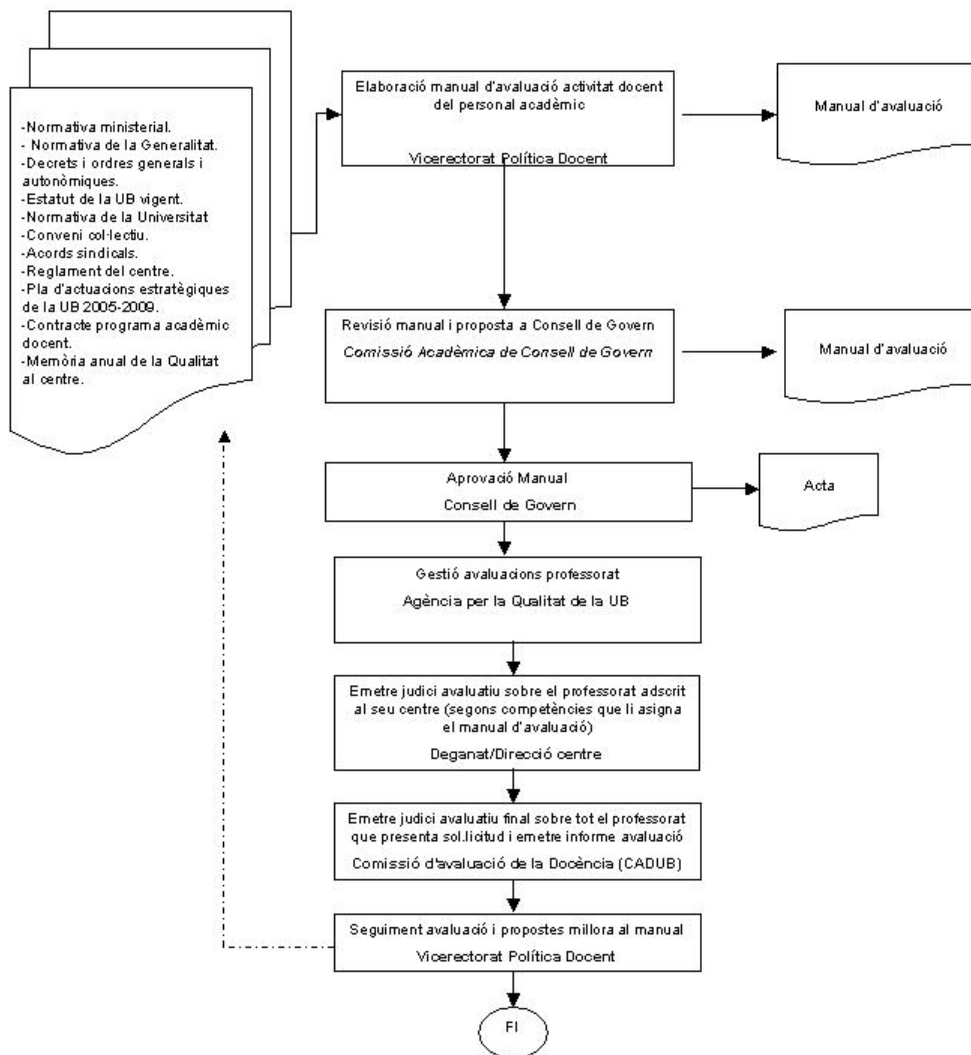 -Normativa ministerial.
- Normativa de la Generalitat.
-Decrets i ordres generals i
autonòmiques.
-Estatut de la UB vigent.
-Normativa de la Universitat
-Conveni col·lectiu.
-Acords sindicals.
-Reglament del centre.
-Pla d'actuacions estratègiques
de la UB 2005-2009.
-Contracte programa acadèmic
docent.
-Memòria anual de la Qualitat
al centre.
Elaboració manual d'avaluació activitat docent
del personal acadèmic
Vicerectorat Política Docent
Manual d'avaluació
Revisió manual i proposta a Consell de Govern
Comissió Acadèmica de Consell de Govern
Manual d'avaluació
Aprovació Manual
Consell de Govern
Acta
Gestió avaluacions professorat
Agència per la Qualitat de la UB
Emetre judici avaluatiu sobre el professorat adscrit
al seu centre (segons competències que li asigna
el manual d'avaluació)
Deganat/Direcció centre
Emetre judici avaluatiu final sobre tot el professorat
que presenta sol.licitud i emetre informe avaluació
Comissió d'avaluació de la Docència (CADUB)
Seguiment avaluació i propostes millora al manual
Vicerectorat Política Docent
FI